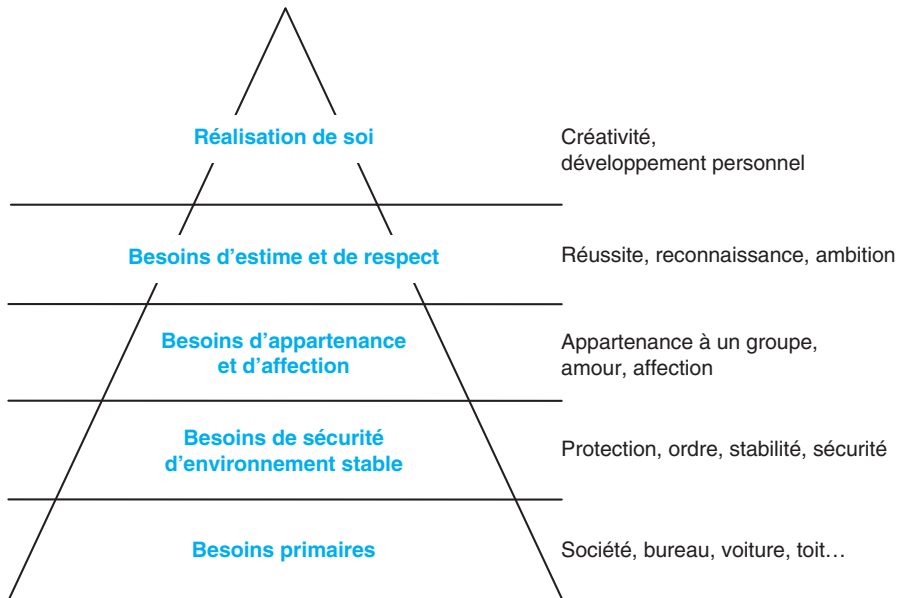 Réalisation de soi
Créativité,
développement personnel
Besoins d'estime et de respect
Réussite, reconnaissance, ambition
Besoins d'appartenance
et d'affection
Appartenance à un groupe,
amour, affection
Besoins de sécurité
d'environnement stable
Protection, ordre, stabilité, sécurité
Besoins primaires
Société, bureau, voiture, toit…